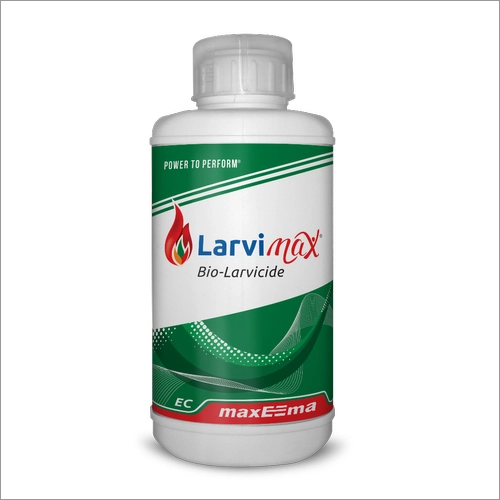 POWER TO PERFORM®
Larvimax®
Bio-Larvicide
EC
maxEEma